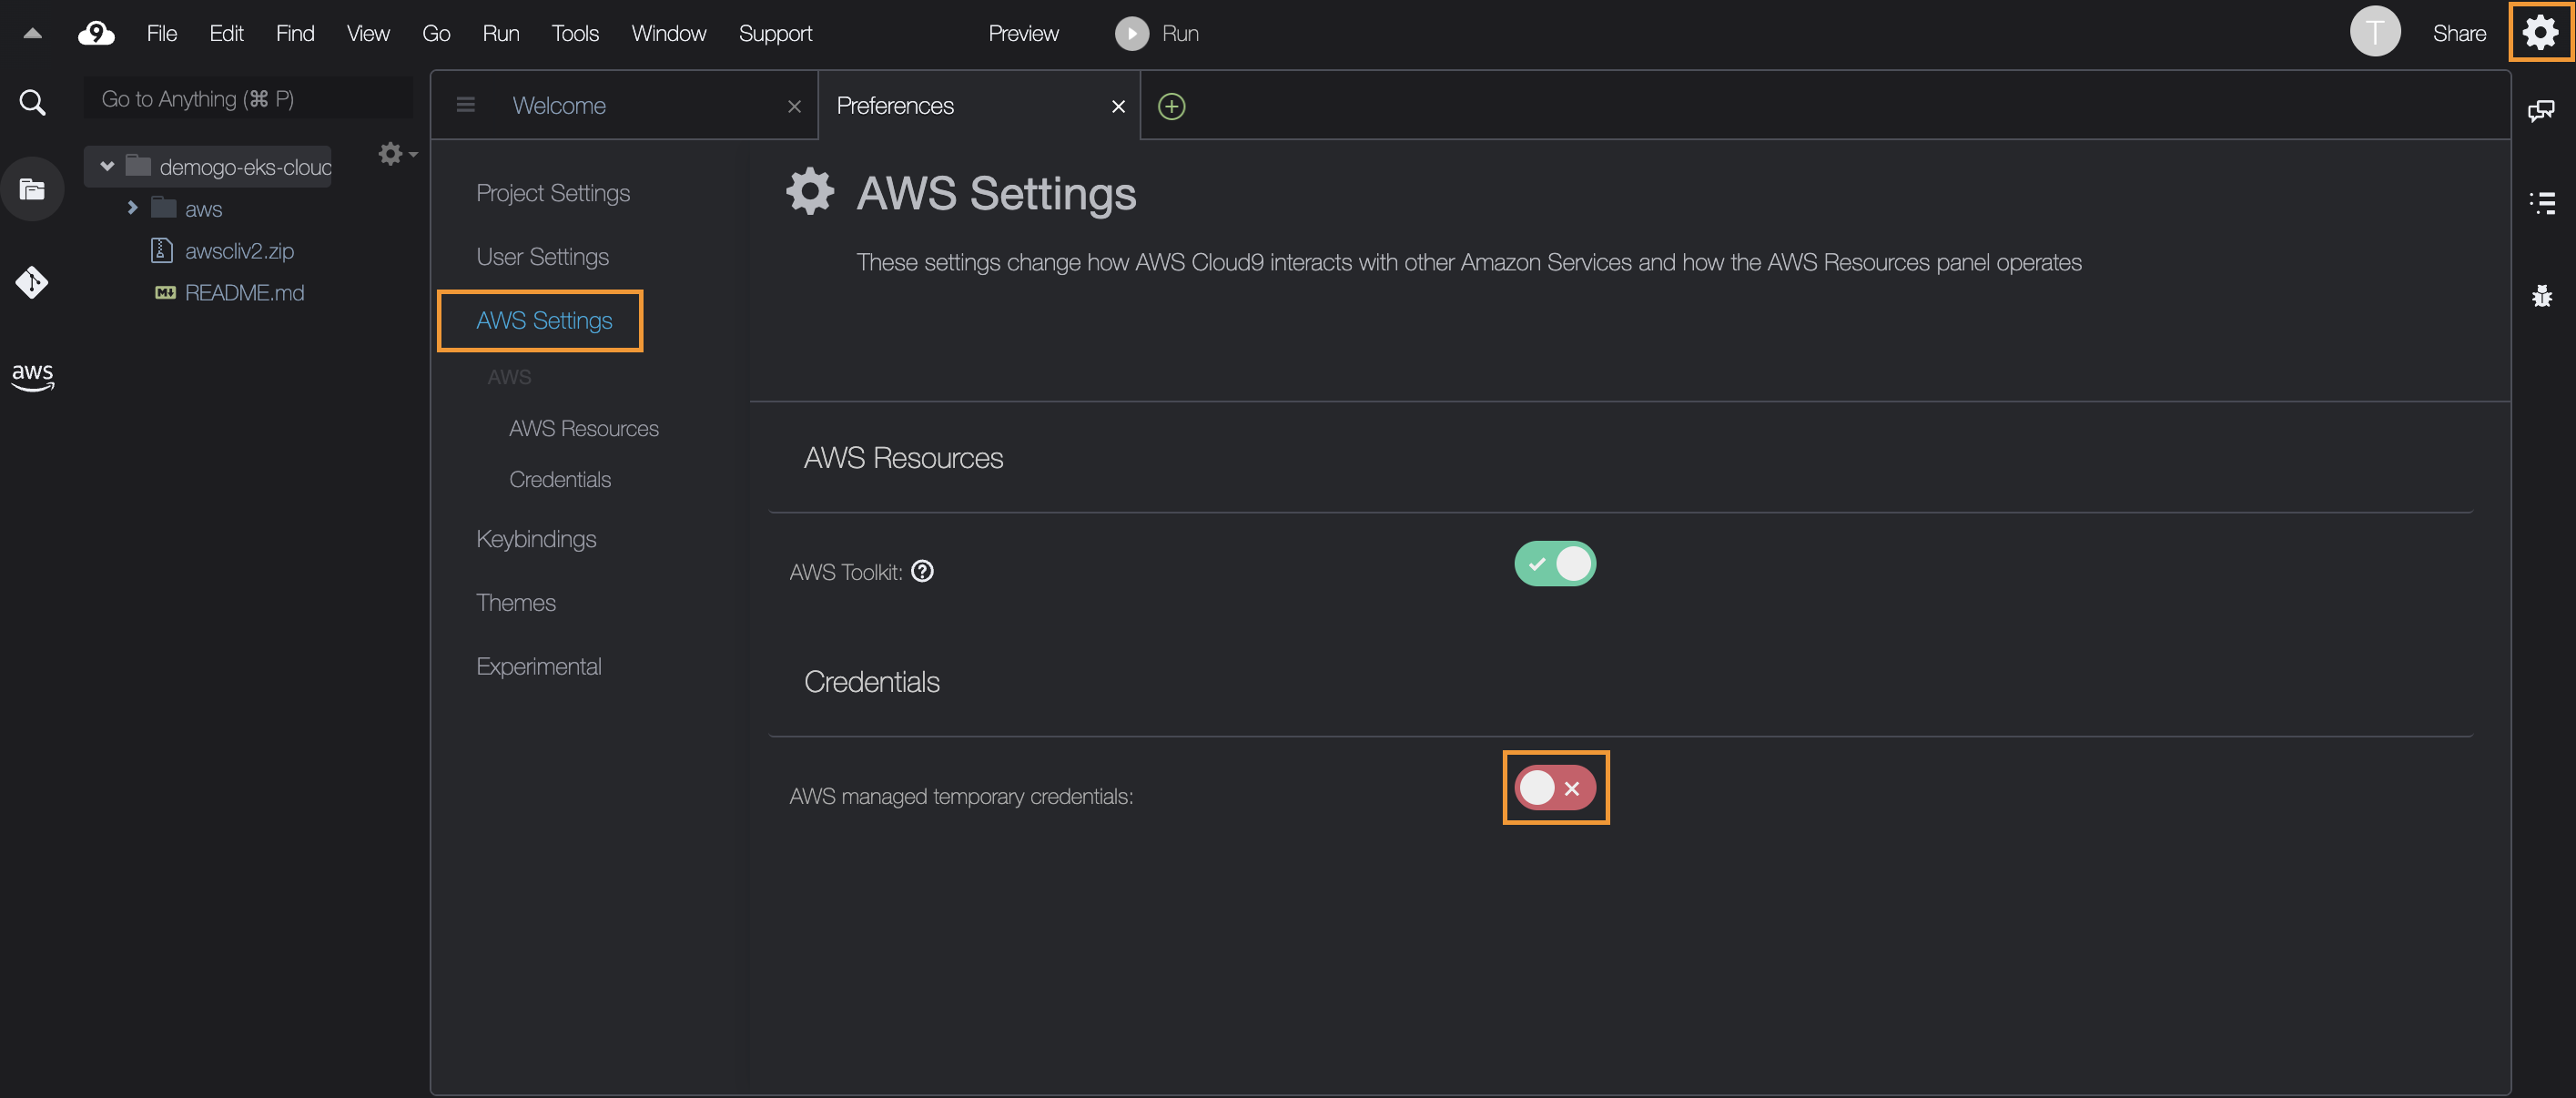 9 File Edit Find View Go Run Tools Window Support Preview Run T Share
Go to Anything (⌘ P)
Welcome
Preferences
demogo-eks-cloud
aws
awscliv2.zip
M↓ README.md
aws
Project Settings
User Settings
AWS Settings
AWS
AWS Resources
Credentials
Keybindings
Themes
Experimental
AWS Settings
These settings change how AWS Cloud9 interacts with other Amazon Services and how the AWS Resources panel operates
AWS Resources
AWS Toolkit: ?
Credentials
AWS managed temporary credentials: